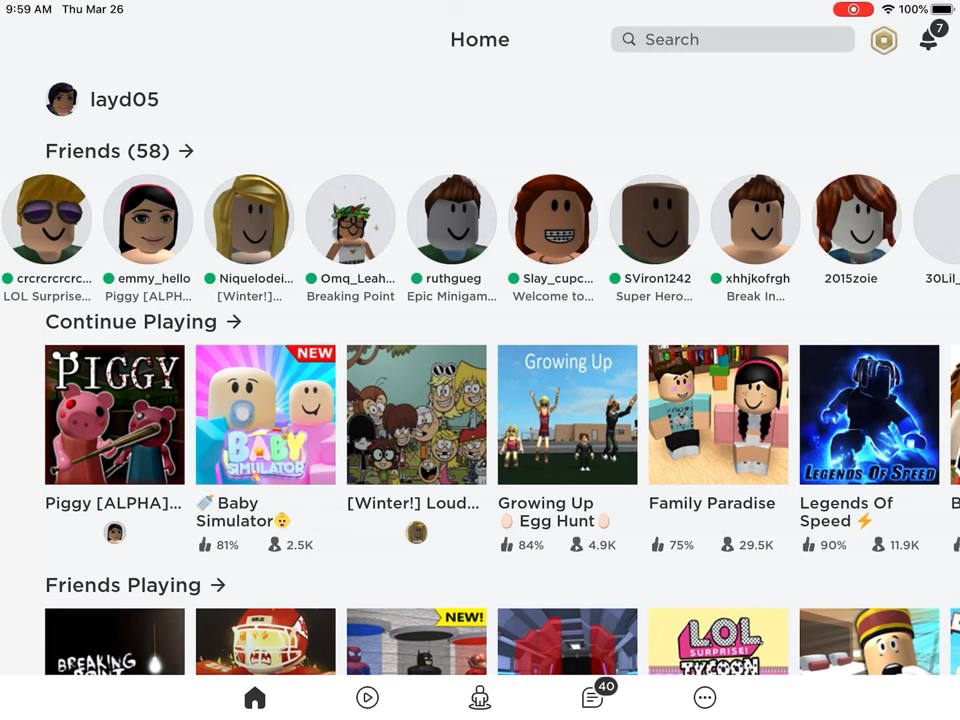 9:59 AM Thu Mar 26
100%
Home
Search
7
layd05
Friends (58) →
crcrcrcrcrc... emmy_hello Niquelodei... Omq_Leah... ruthgueg Slay_cupc... SViron1242 xhhjkofrgh 2015zoie 30Lil_
LOL Surprise... Piggy [ALPH... [Winter!]... Breaking Point Epic Minigam... Welcome to... Super Hero... Break In...
Continue Playing →
PIGGY
NEW
BABY
SIMULATOR
Growing Up
LEGENDS OF SPEED
Piggy [ALPHA]...
🍼 Baby
Simulator👶
81% 2.5K
[Winter!] Loud...
Growing Up
🥚 Egg Hunt🥚
84% 4.9K
Family Paradise
75% 29.5K
Legends Of
Speed ⚡
90% 11.9K
B
Friends Playing →
BREAKING
POINT
NEW!
LOL
SURPRISE!
TYCOON
40